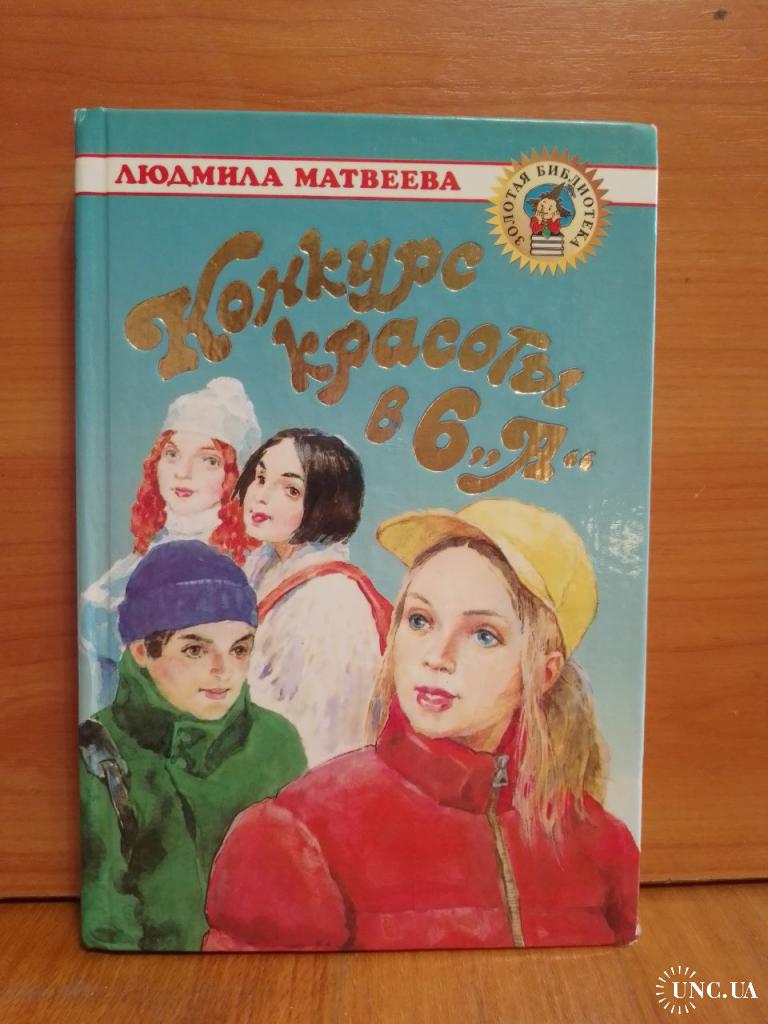 ЛЮДМИЛА МАТВЕЕВА
ЗОЛОТАЯ БИБЛИОТЕКА
Конкурс
красоты
в 6 „А“
UNC.UA